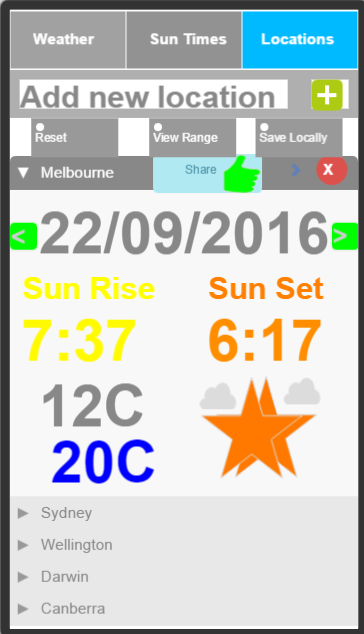 Weather Sun Times Locations
Add new location +
Reset View Range Save Locally
▼ Melbourne Share > X
< 22/09/2016 >
Sun Rise Sun Set
7:37 6:17
12C
20C
▶ Sydney
▶ Wellington
▶ Darwin
▶ Canberra